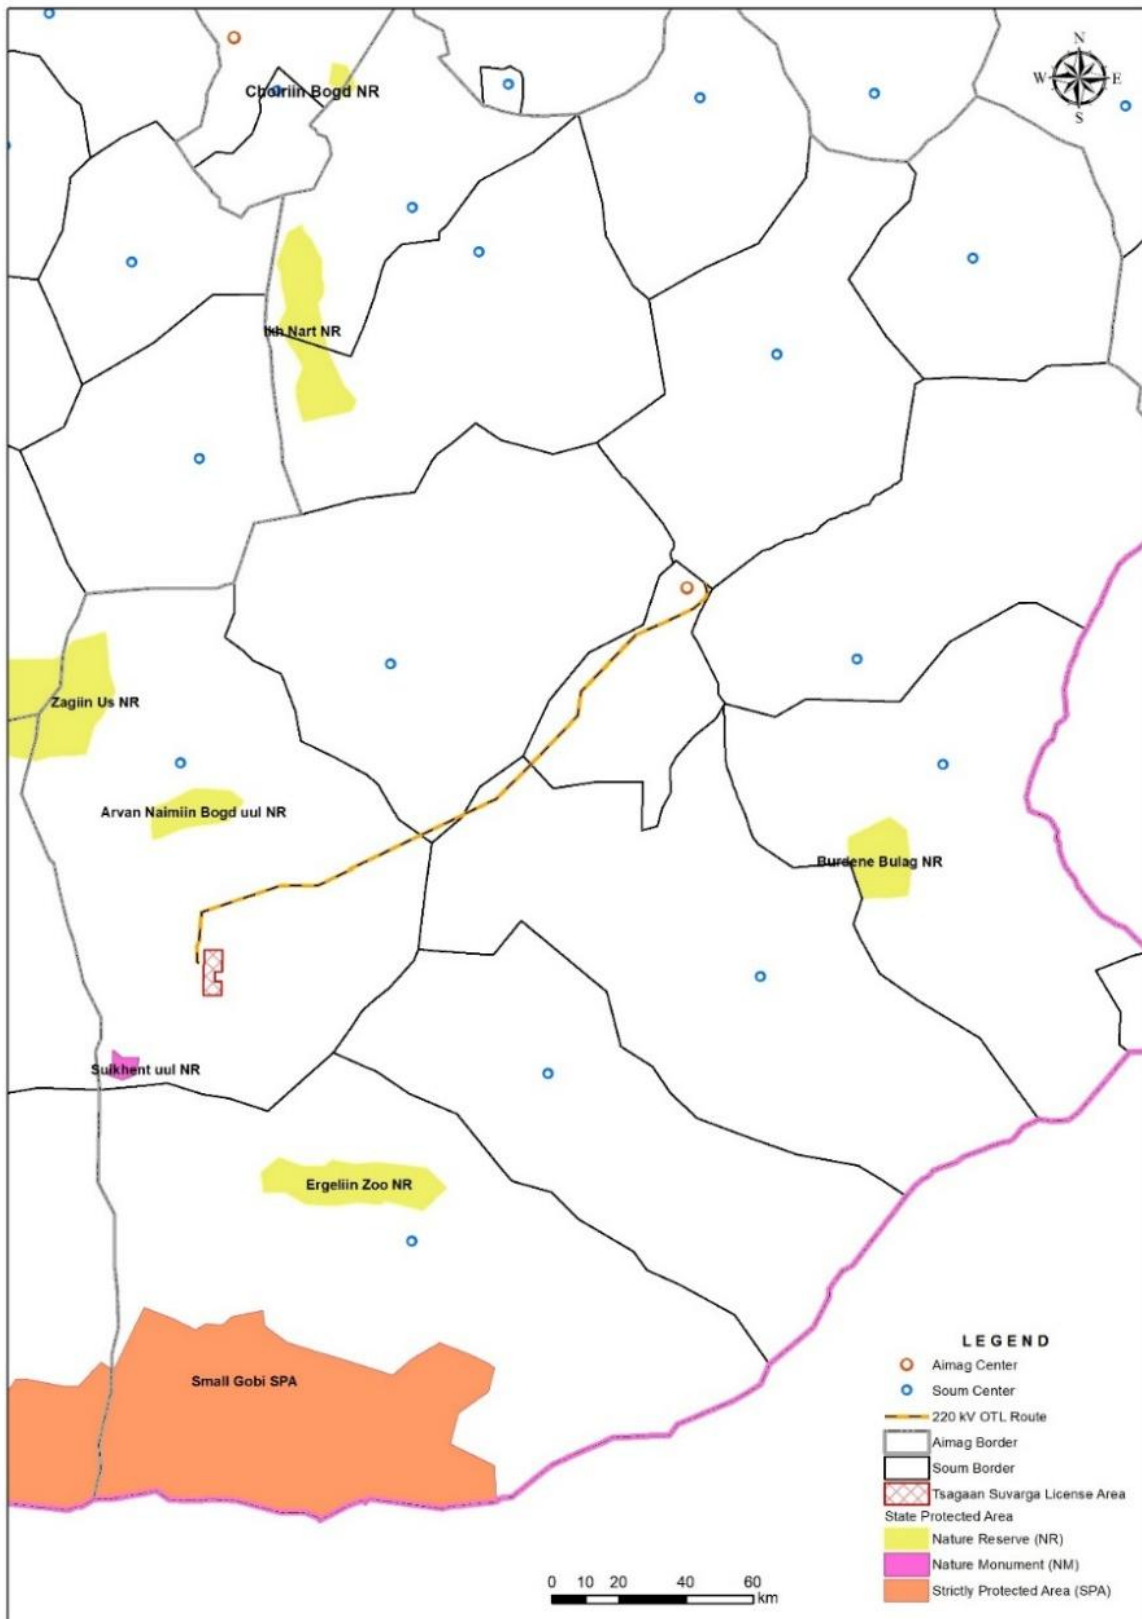 N
W E
S
Choiriin Bogd NR
Ikh Nart NR
Zagiin Us NR
Arvan Naimiin Bogd uul NR
Burdene Bulag NR
Suikhent uul NR
Ergeliin Zoo NR
Small Gobi SPA
LEGEND
Aimag Center
Soum Center
220 kV OTL Route
Aimag Border
Soum Border
Tsagaan Suvarga License Area
State Protected Area
Nature Reserve (NR)
Nature Monument (NM)
Strictly Protected Area (SPA)
0 10 20 40 60
km